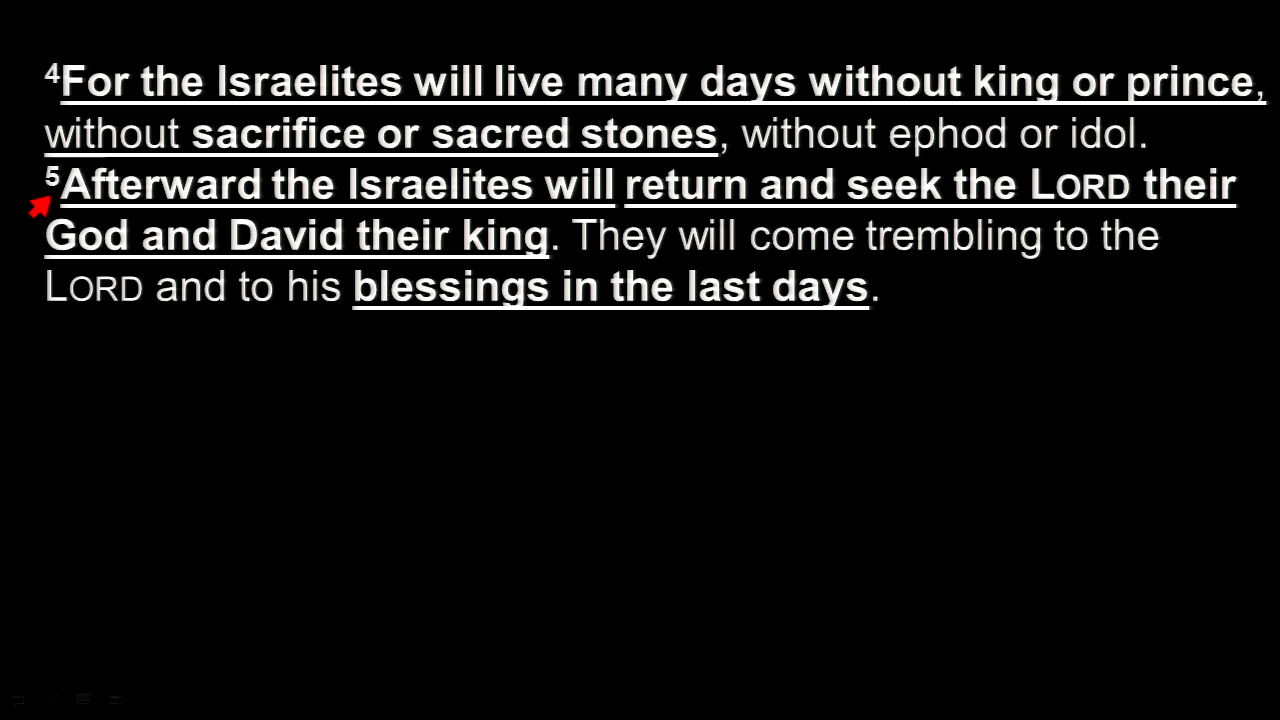 4For the Israelites will live many days without king or prince,
without sacrifice or sacred stones, without ephod or idol.
5Afterward the Israelites will return and seek the LORD their
God and David their king. They will come trembling to the
LORD and to his blessings in the last days.